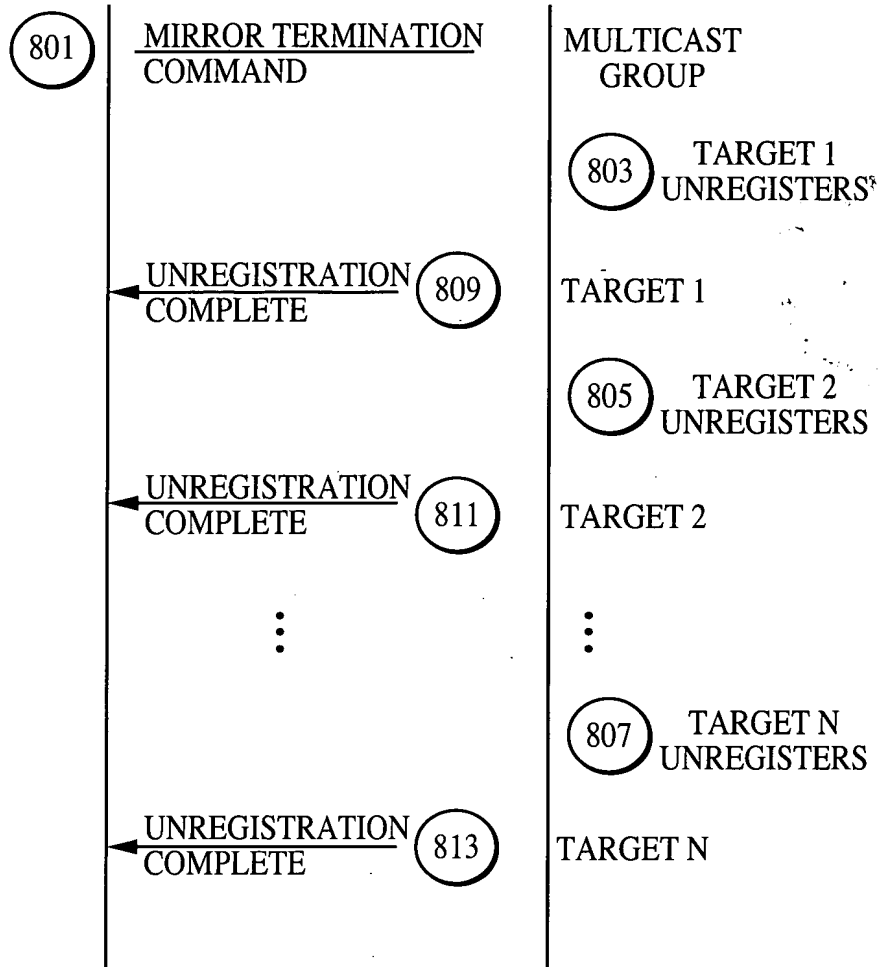 801
MIRROR TERMINATION
COMMAND
MULTICAST
GROUP
803
TARGET 1
UNREGISTERS
UNREGISTRATION
COMPLETE
809
TARGET 1
805
TARGET 2
UNREGISTERS
UNREGISTRATION
COMPLETE
811
TARGET 2
807
TARGET N
UNREGISTERS
UNREGISTRATION
COMPLETE
813
TARGET N